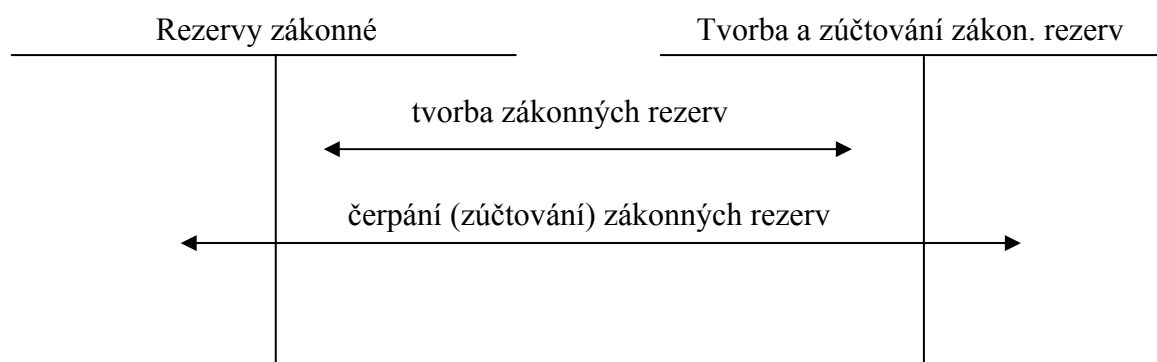 Rezervy zákonné
Tvorba a zúčtování zákon. rezerv
tvorba zákonných rezerv
čerpání (zúčtování) zákonných rezerv